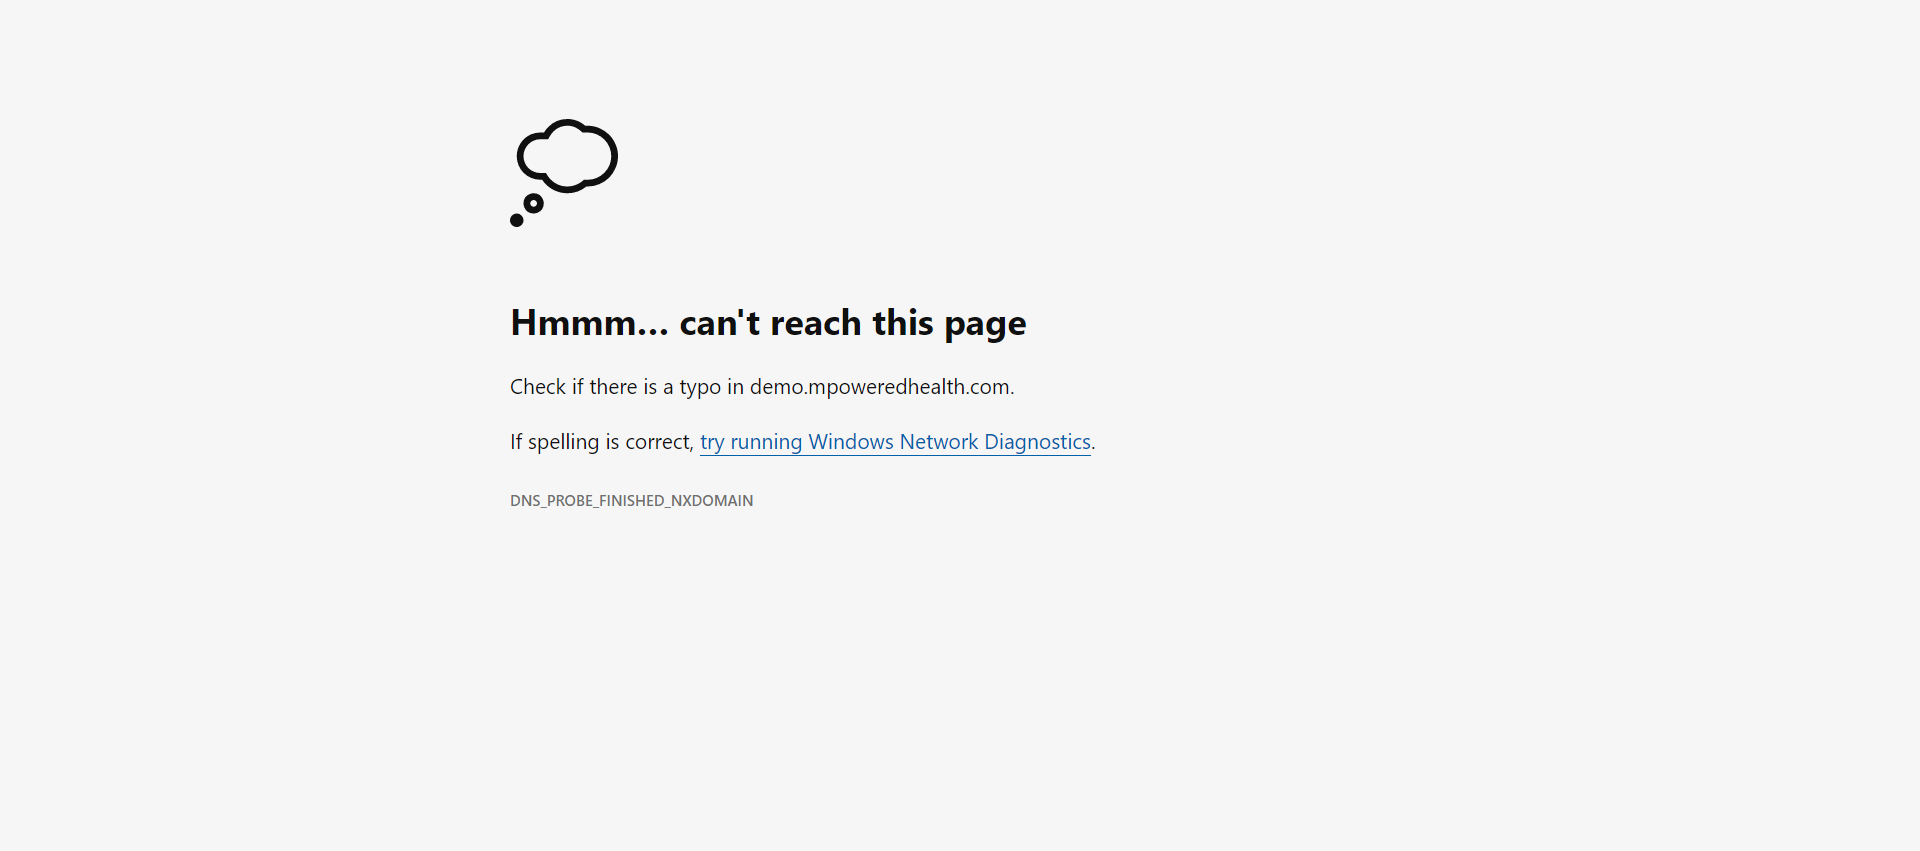 Hmmm... can't reach this page
Check if there is a typo in demo.mpoweredhealth.com.
If spelling is correct, try running Windows Network Diagnostics.
DNS_PROBE_FINISHED_NXDOMAIN